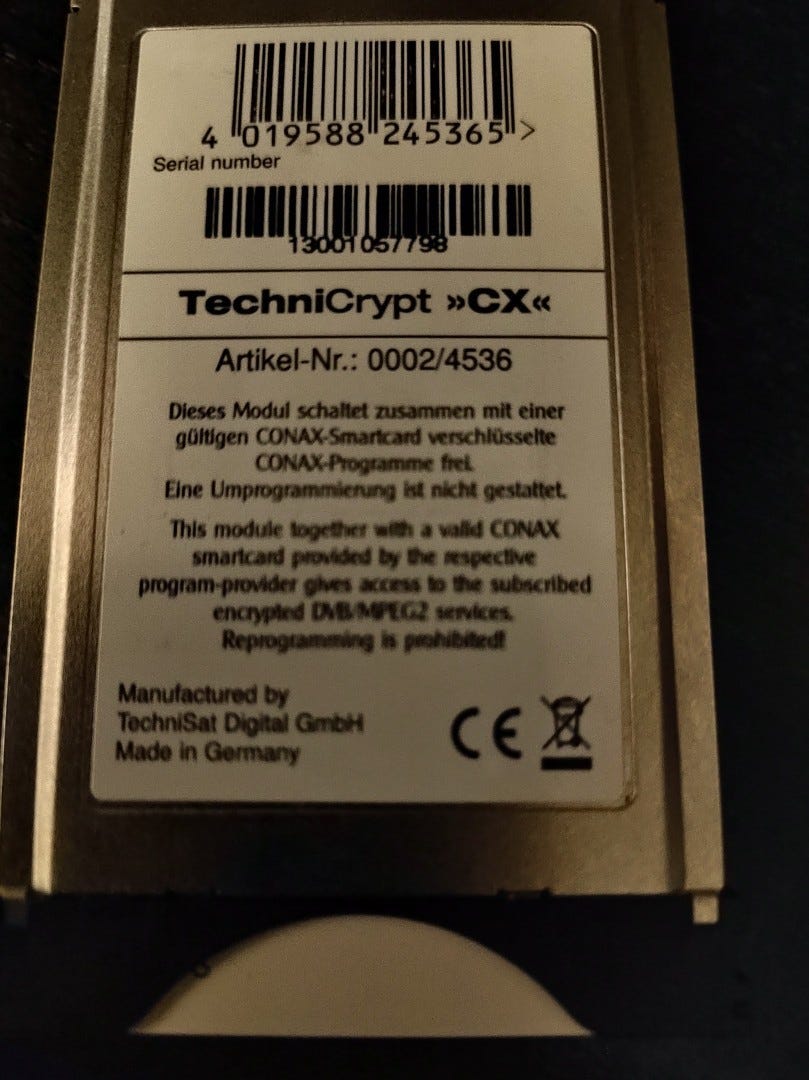 4 019588 245365 >
Serial number
13001057798
TechniCrypt »CX«
Artikel-Nr.: 0002/4536
Dieses Modul schaltet zusammen mit einer
gültigen CONAX-Smartcard verschlüsselte
CONAX-Programme frei.
Eine Umprogrammierung ist nicht gestattet.
This module together with a valid CONAX
smartcard provided by the respective
program-provider gives access to the subscribed
encrypted DVB/MPEG2 services.
Reprogramming is prohibited!
Manufactured by
TechniSat Digital GmbH
Made in Germany
CE